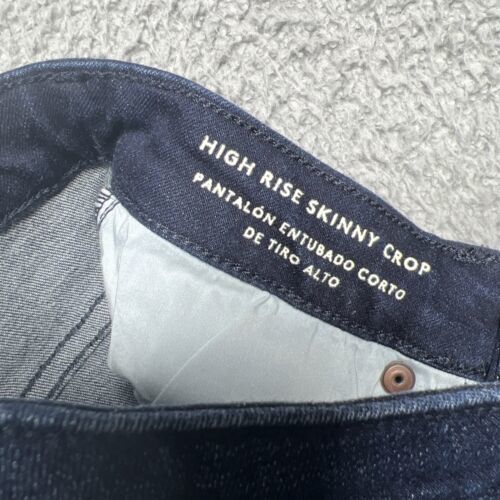 HIGH RISE SKINNY CROP
PANTALÓN ENTUBADO CORTO
DE TIRO ALTO